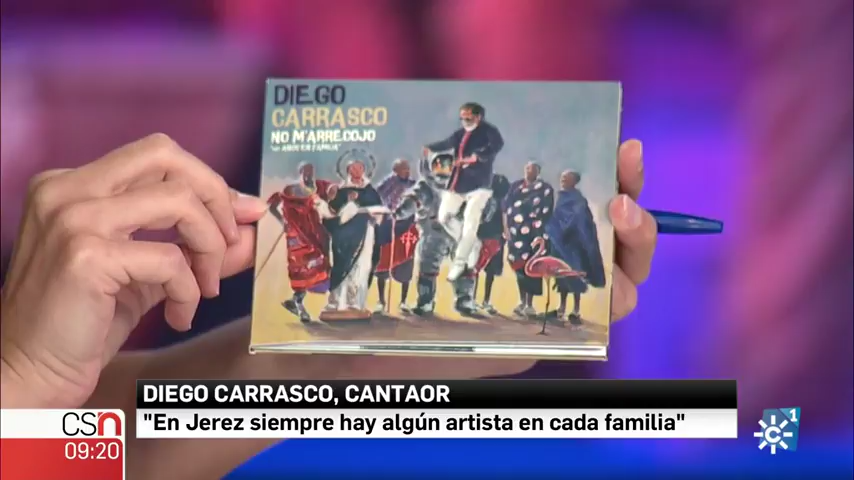 DIEGO
CARRASCO
NO M'ARRECOJO
DIEGO CARRASCO, CANTAOR
"En Jerez siempre hay algún artista en cada familia"
CSn
09:20
1